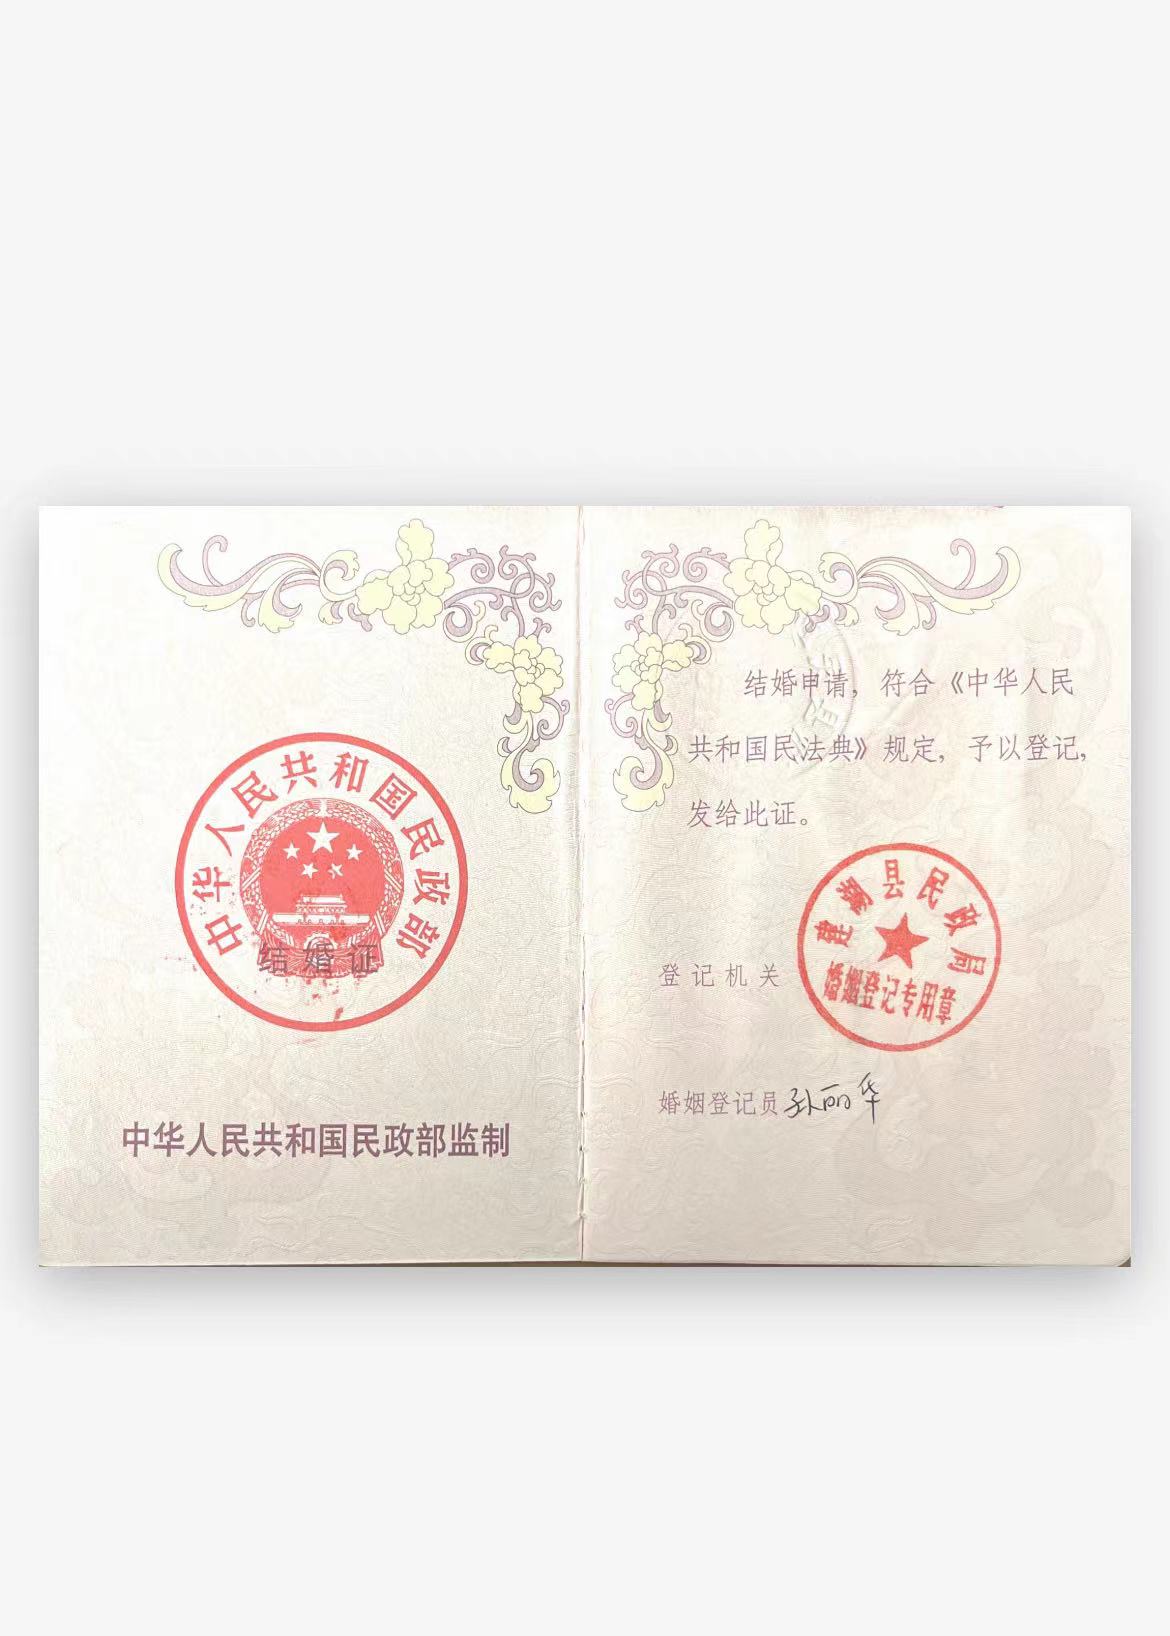 中华人民共和国民政部
结婚证
中华人民共和国民政部监制
结婚申请，符合《中华人民
共和国民法典》规定，予以登记，
发给此证。
建湖县民政局
婚姻登记专用章
登记机关
婚姻登记员 孙丽华